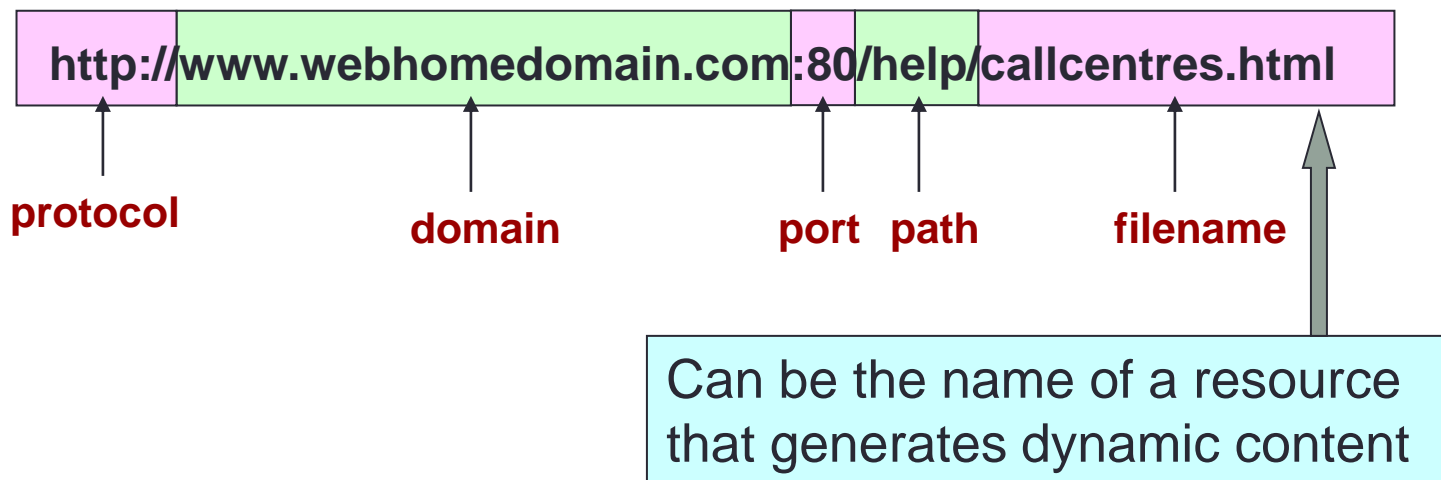 http://www.webhomedomain.com:80/help/callcentres.html
protocol
domain
port
path
filename
Can be the name of a resource
that generates dynamic content